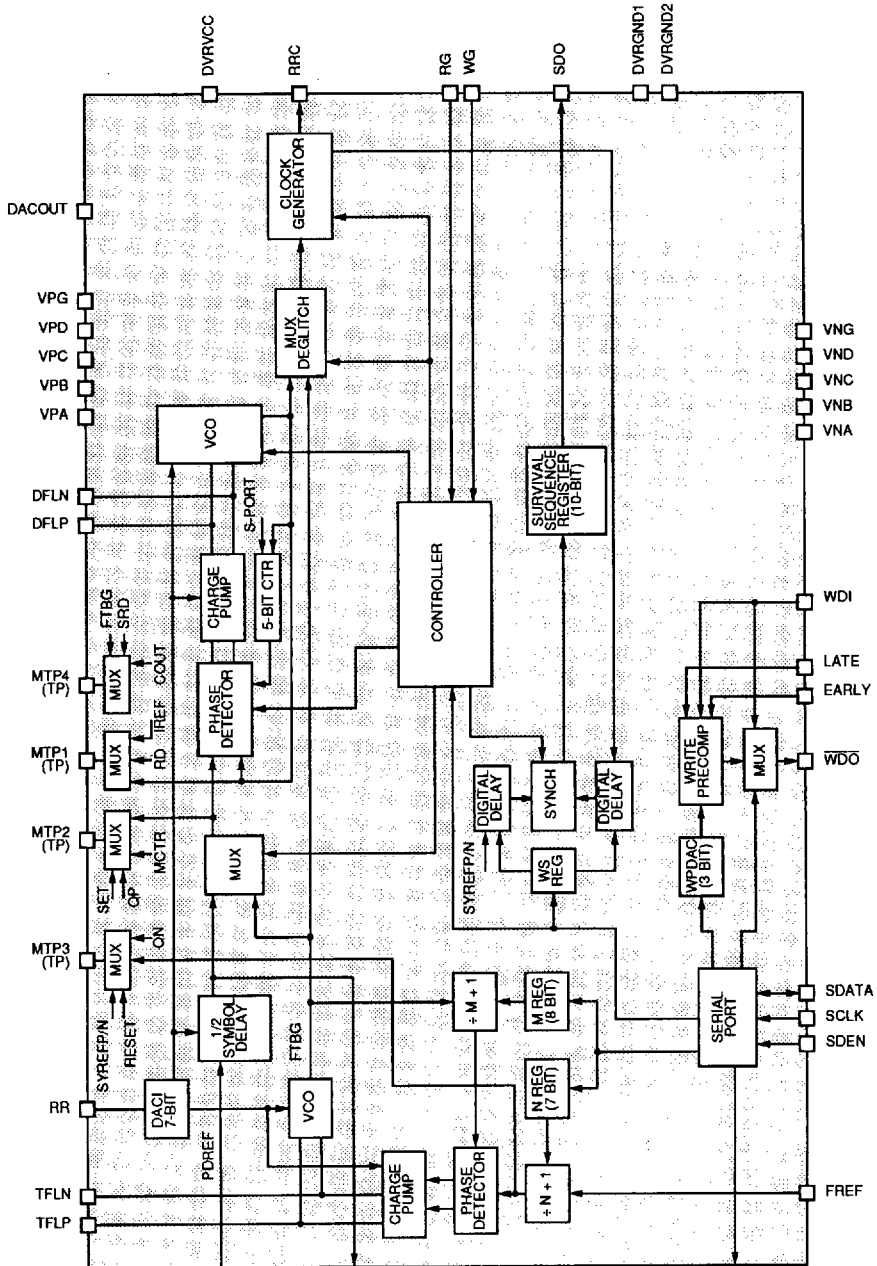 DVRVCC
RRC
RG
WG
SDO
DVRGND1
DVRGND2
DACOUT
VPG
VPD
VPC
VPB
VPA
DFLN
DFLP
MTP4
(TP)
MTP1
(TP)
MTP2
(TP)
MTP3
(TP)
RR
TFLN
TFLP
VNG
VND
VNC
VNB
VNA
WDI
LATE
EARLY
WDO
SDATA
SCLK
SDEN
FREF
CLOCK
GENERATOR
MUX
DEGLITCH
VCO
S-PORT
5-BIT CTR
CHARGE
PUMP
PHASE
DETECTOR
FTBG
SRD
MUX
COUT
MUX
IREF
RD
MUX
MCTR
SET
QP
MUX
QN
SYREFP/N
RESET
MUX
1/2
SYMBOL
DELAY
FTBG
DACI
7-BIT
PDREF
VCO
CHARGE
PUMP
PHASE
DETECTOR
÷ N + 1
÷ M + 1
M REG
(8 BIT)
N REG
(7 BIT)
CONTROLLER
SURVIVAL
SEQUENCE
REGISTER
(10-BIT)
DIGITAL
DELAY
SYNCH
DIGITAL
DELAY
SYREFP/N
WS
REG
WRITE
PRECOMP
MUX
WPDAC
(3 BIT)
SERIAL
PORT